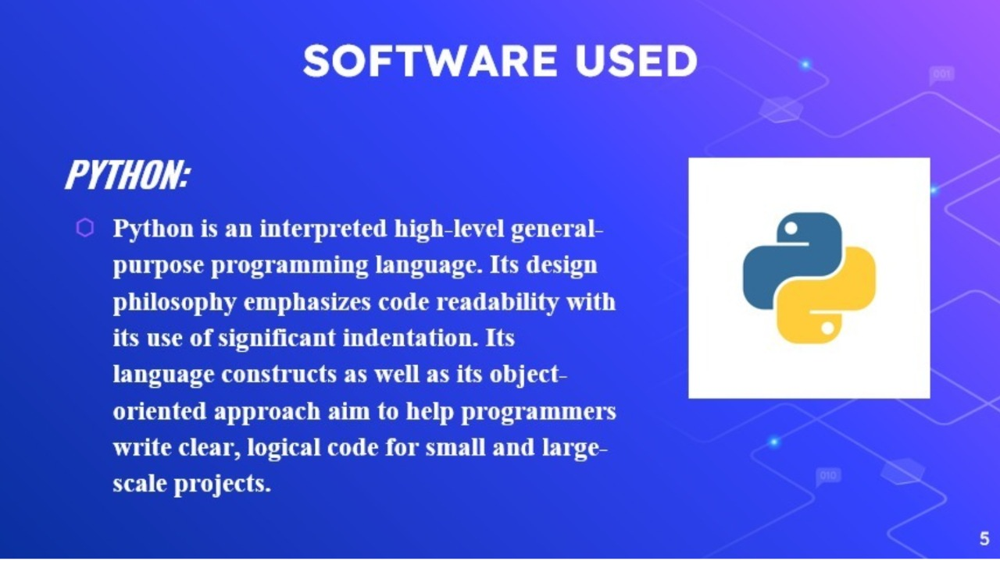 SOFTWARE USED
001
PYTHON:
Python is an interpreted high-level general-
purpose programming language. Its design
philosophy emphasizes code readability with
its use of significant indentation. Its
language constructs as well as its object-
oriented approach aim to help programmers
write clear, logical code for small and large-
scale projects.
010
5